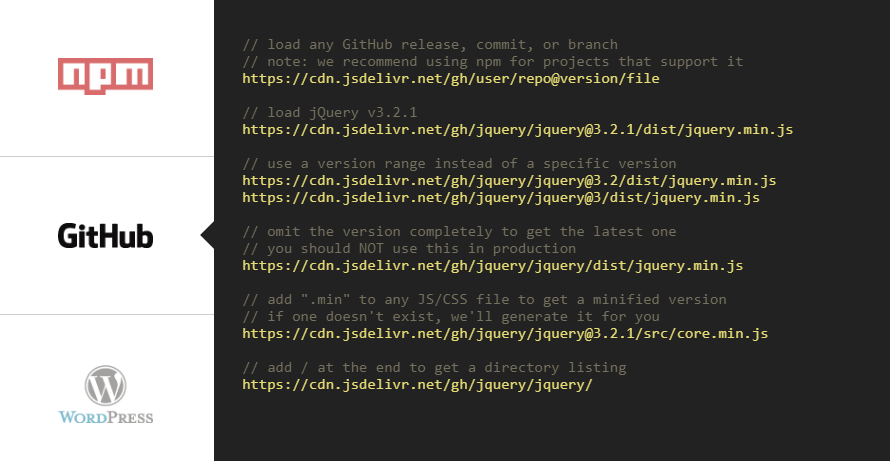 npm
GitHub
WORDPRESS
// load any GitHub release, commit, or branch
// note: we recommend using npm for projects that support it
https://cdn.jsdelivr.net/gh/user/repo@version/file
// load jQuery v3.2.1
https://cdn.jsdelivr.net/gh/jquery/jquery@3.2.1/dist/jquery.min.js
// use a version range instead of a specific version
https://cdn.jsdelivr.net/gh/jquery/jquery@3.2/dist/jquery.min.js
https://cdn.jsdelivr.net/gh/jquery/jquery@3/dist/jquery.min.js
// omit the version completely to get the latest one
// you should NOT use this in production
https://cdn.jsdelivr.net/gh/jquery/jquery/dist/jquery.min.js
// add ".min" to any JS/CSS file to get a minified version
// if one doesn't exist, we'll generate it for you
https://cdn.jsdelivr.net/gh/jquery/jquery@3.2.1/src/core.min.js
// add / at the end to get a directory listing
https://cdn.jsdelivr.net/gh/jquery/jquery/